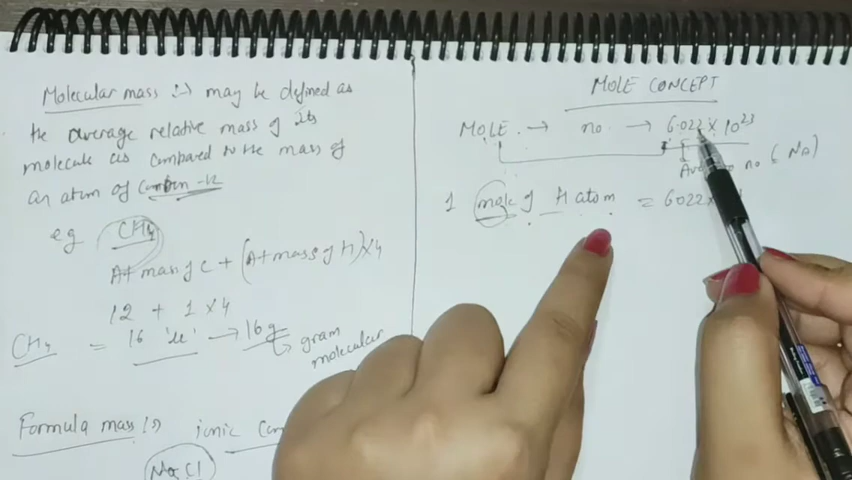 Molecular mass :→ may be defined as
the average relative mass of its
molecule as compared to the mass of
an atom of Carbon-12
eg CH4
At mass of C + (At mass of H) X4
12 + 1 X4
CH4 = 16 'u' → 16g
gram
molecular
Formula mass :→ ionic
NaCl
MOLE CONCEPT
MOLE → no. → 6.022 X 10^23
no (NA)
1 mole of H atom = 6.022 X